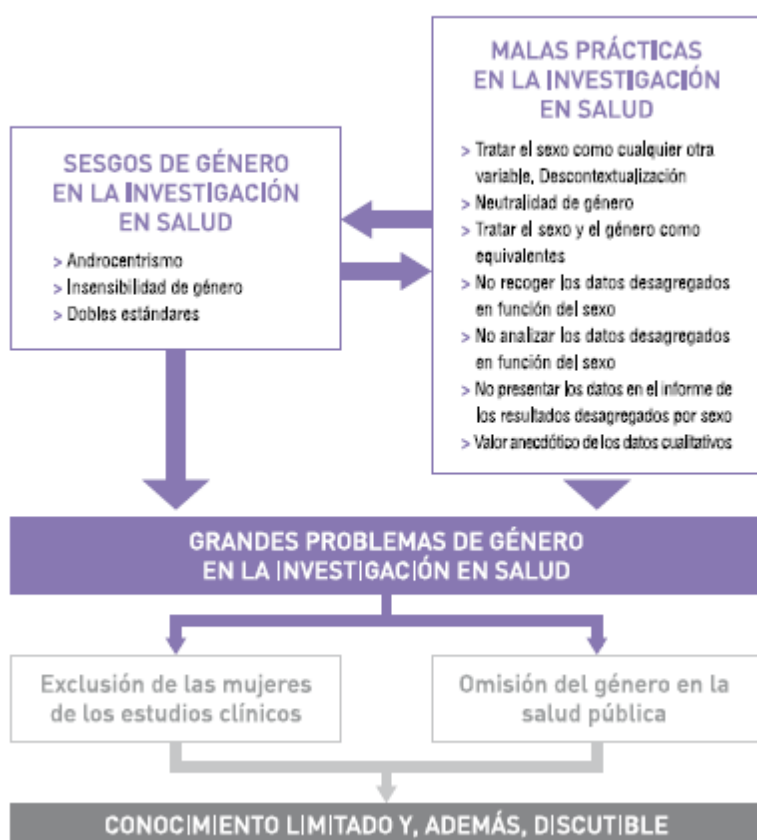 SESGOS DE GÉNERO
EN LA INVESTIGACIÓN
EN SALUD
> Androcentrismo
> Insensibilidad de género
> Dobles estándares
MALAS PRÁCTICAS
EN LA INVESTIGACIÓN
EN SALUD
> Tratar el sexo como cualquier otra
variable, Descontextualización
> Neutralidad de género
> Tratar el sexo y el género como
equivalentes
> No recoger los datos desagregados
en función del sexo
> No analizar los datos desagregados
en función del sexo
> No presentar los datos en el informe de
los resultados desagregados por sexo
> Valor anecdótico de los datos cualitativos
GRANDES PROBLEMAS DE GÉNERO
EN LA INVESTIGACIÓN EN SALUD
Exclusión de las mujeres
de los estudios clínicos
Omisión del género en la
salud pública
CONOCIMIENTO LIMITADO Y, ADEMÁS, DISCUTIBLE